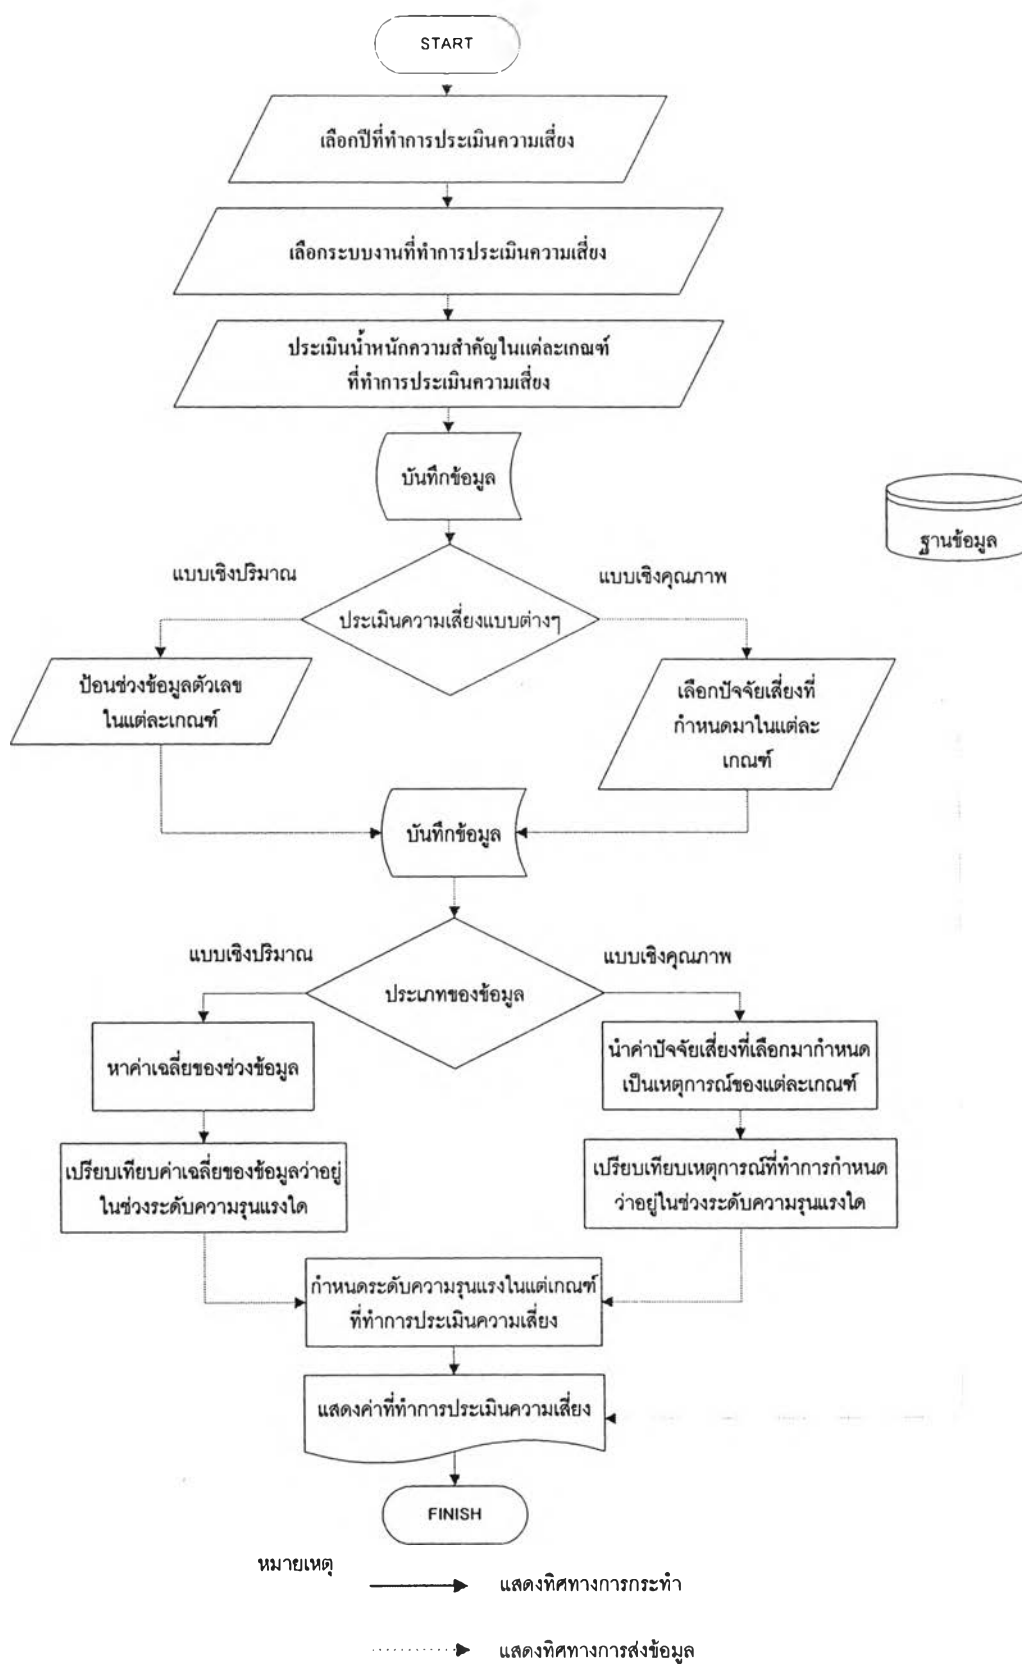 START
เลือกปีที่ทำการประเมินความเสี่ยง
เลือกระบบงานที่ทำการประเมินความเสี่ยง
ประเมินน้ำหนักความสำคัญในแต่ละเกณฑ์
ที่ทำการประเมินความเสี่ยง
บันทึกข้อมูล
ฐานข้อมูล
แบบเชิงปริมาณ
แบบเชิงคุณภาพ
ประเมินความเสี่ยงแบบต่างๆ
ป้อนช่วงข้อมูลตัวเลข
ในแต่ละเกณฑ์
เลือกปัจจัยเสี่ยงที่
กำหนดมาในแต่ละ
เกณฑ์
บันทึกข้อมูล
แบบเชิงปริมาณ
แบบเชิงคุณภาพ
ประเภทของข้อมูล
หาค่าเฉลี่ยของช่วงข้อมูล
นำค่าปัจจัยเสี่ยงที่เลือกมากำหนด
เป็นเหตุการณ์ของแต่ละเกณฑ์
เปรียบเทียบค่าเฉลี่ยของข้อมูลว่าอยู่
ในช่วงระดับความรุนแรงใด
เปรียบเทียบเหตุการณ์ที่ทำการกำหนด
ว่าอยู่ในช่วงระดับความรุนแรงใด
กำหนดระดับความรุนแรงในแต่เกณฑ์
ที่ทำการประเมินความเสี่ยง
แสดงค่าที่ทำการประเมินความเสี่ยง
FINISH
หมายเหตุ
แสดงทิศทางการกระทำ
แสดงทิศทางการส่งข้อมูล